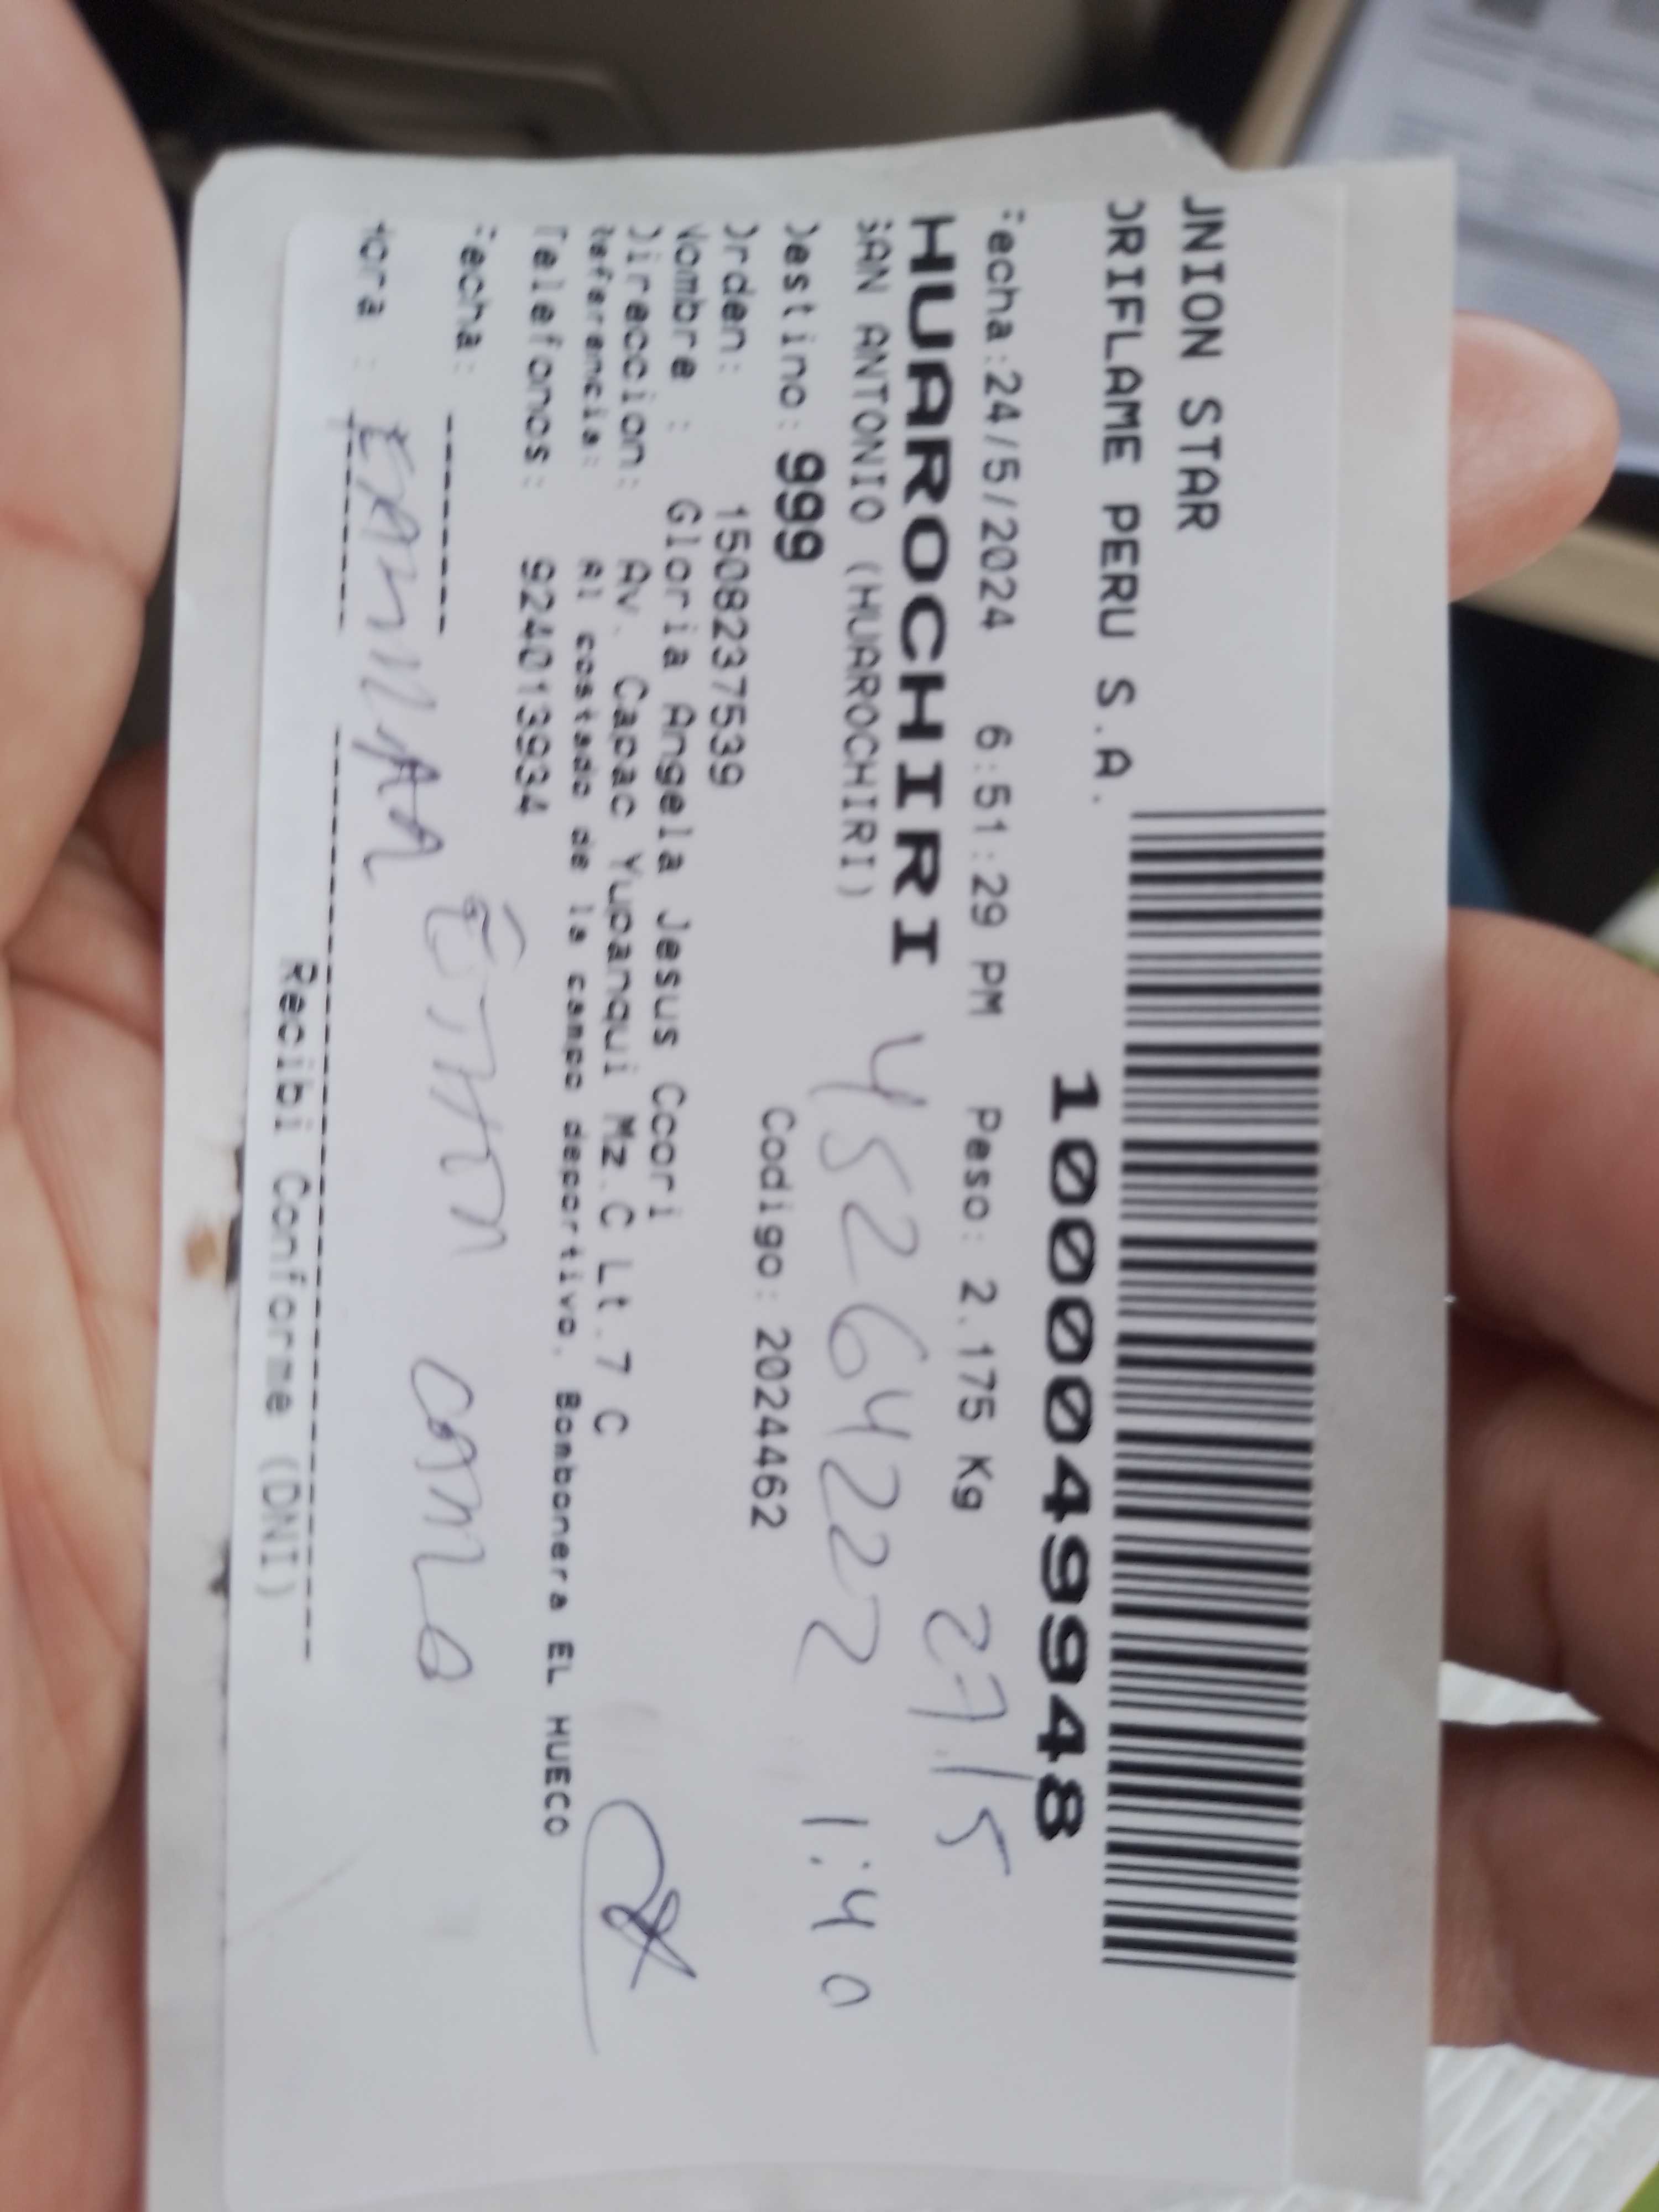 UNION STAR
ORIFLAME PERU S.A.
10000499948
Fecha:24/5/2024 6:51:29 PM Peso: 2.175 Kg
27/5
HUAROCHIRI
SAN ANTONIO (HUAROCHIRI)
45264222 1:40
Destino: 999 Codigo: 2024462
Orden: 1508237539
Nombre : Gloria Angela Jesus Ccori
Direccion: Av. Capac Yupanqui Mz.C Lt.7 C
Referencia: Al costado de la campo deportivo. Bombonera EL HUECO
Telefonos: 924013934
Fecha:
Hora :
Recibi Conforme (DNI)